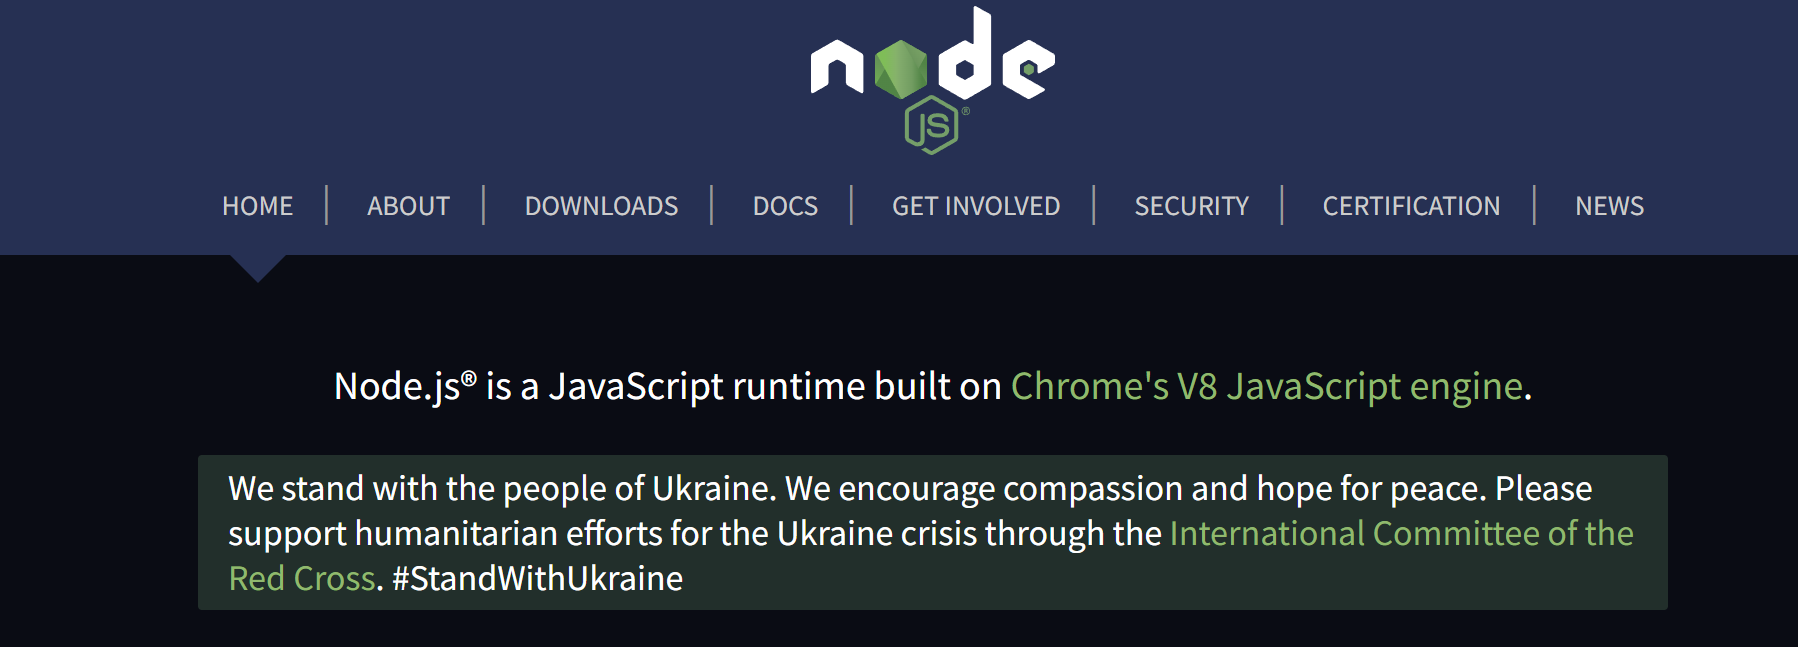 node
JS®
HOME | ABOUT | DOWNLOADS | DOCS | GET INVOLVED | SECURITY | CERTIFICATION | NEWS
Node.js® is a JavaScript runtime built on Chrome's V8 JavaScript engine.
We stand with the people of Ukraine. We encourage compassion and hope for peace. Please
support humanitarian efforts for the Ukraine crisis through the International Committee of the
Red Cross. #StandWithUkraine